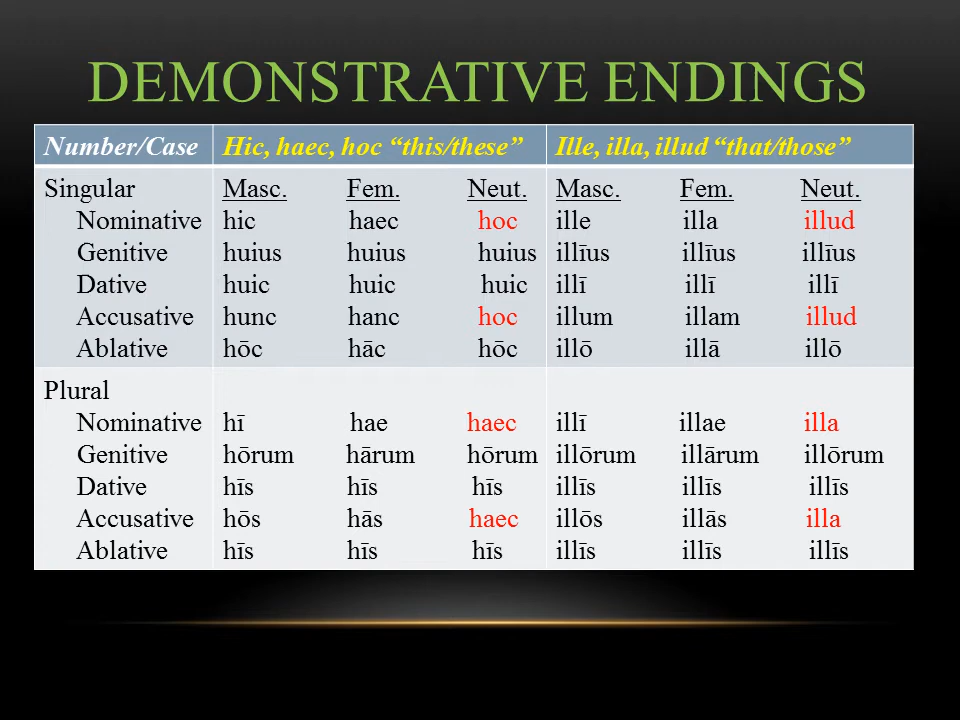 DEMONSTRATIVE ENDINGS
Number/Case Hic, haec, hoc “this/these” Ille, illa, illud “that/those”
Singular Masc. Fem. Neut. Masc. Fem. Neut.
Nominative hic haec hoc ille illa illud
Genitive huius huius huius illīus illīus illīus
Dative huic huic huic illī illī illī
Accusative hunc hanc hoc illum illam illud
Ablative hōc hāc hōc illō illā illō
Plural
Nominative hī hae haec illī illae illa
Genitive hōrum hārum hōrum illōrum illārum illōrum
Dative hīs hīs hīs illīs illīs illīs
Accusative hōs hās haec illōs illās illa
Ablative hīs hīs hīs illīs illīs illīs